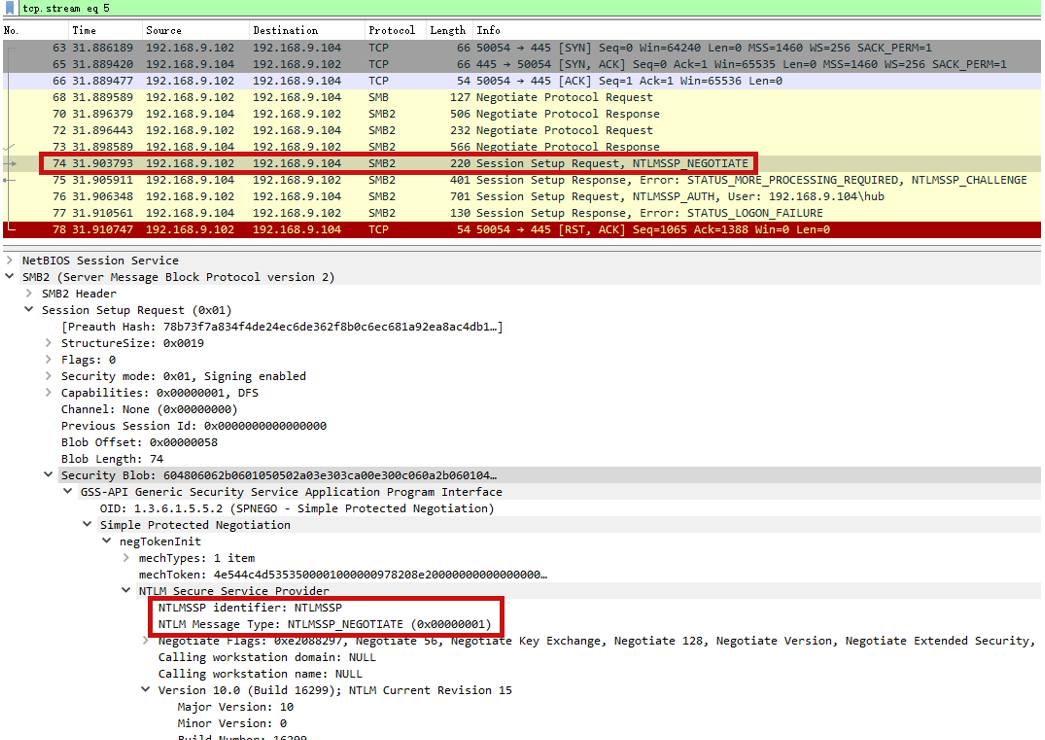 tcp.stream eq 5
No. Time Source Destination Protocol Length Info
63 31.886189 192.168.9.102 192.168.9.104 TCP 66 50054 → 445 [SYN] Seq=0 Win=64240 Len=0 MSS=1460 WS=256 SACK_PERM=1
65 31.889420 192.168.9.104 192.168.9.102 TCP 66 445 → 50054 [SYN, ACK] Seq=0 Ack=1 Win=65535 Len=0 MSS=1460 WS=256 SACK_PERM=1
66 31.889477 192.168.9.102 192.168.9.104 TCP 54 50054 → 445 [ACK] Seq=1 Ack=1 Win=65536 Len=0
68 31.889589 192.168.9.102 192.168.9.104 SMB 127 Negotiate Protocol Request
70 31.896379 192.168.9.104 192.168.9.102 SMB2 506 Negotiate Protocol Response
72 31.896443 192.168.9.102 192.168.9.104 SMB2 232 Negotiate Protocol Request
73 31.898589 192.168.9.104 192.168.9.102 SMB2 566 Negotiate Protocol Response
74 31.903793 192.168.9.102 192.168.9.104 SMB2 220 Session Setup Request, NTLMSSP_NEGOTIATE
75 31.905911 192.168.9.104 192.168.9.102 SMB2 401 Session Setup Response, Error: STATUS_MORE_PROCESSING_REQUIRED, NTLMSSP_CHALLENGE
76 31.906348 192.168.9.102 192.168.9.104 SMB2 701 Session Setup Request, NTLMSSP_AUTH, User: 192.168.9.104\hub
77 31.910561 192.168.9.104 192.168.9.102 SMB2 130 Session Setup Response, Error: STATUS_LOGON_FAILURE
78 31.910747 192.168.9.102 192.168.9.104 TCP 54 50054 → 445 [RST, ACK] Seq=1065 Ack=1388 Win=0 Len=0
NetBIOS Session Service
SMB2 (Server Message Block Protocol version 2)
SMB2 Header
Session Setup Request (0x01)
[Preauth Hash: 78b73f7a834f4de24ec6de362f8b0c6ec681a92ea8ac4db1…]
StructureSize: 0x0019
Flags: 0
Security mode: 0x01, Signing enabled
Capabilities: 0x00000001, DFS
Channel: None (0x00000000)
Previous Session Id: 0x0000000000000000
Blob Offset: 0x00000058
Blob Length: 74
Security Blob: 604806062b0601050502a03e303ca00e300c060a2b060104…
GSS-API Generic Security Service Application Program Interface
OID: 1.3.6.1.5.5.2 (SPNEGO - Simple Protected Negotiation)
Simple Protected Negotiation
negTokenInit
mechTypes: 1 item
mechToken: 4e544c4d5353500001000000978208e20000000000000000…
NTLM Secure Service Provider
NTLMSSP identifier: NTLMSSP
NTLM Message Type: NTLMSSP_NEGOTIATE (0x00000001)
Negotiate Flags: 0xe2088297, Negotiate 56, Negotiate Key Exchange, Negotiate 128, Negotiate Version, Negotiate Extended Security,
Calling workstation domain: NULL
Calling workstation name: NULL
Version 10.0 (Build 16299); NTLM Current Revision 15
Major Version: 10
Minor Version: 0
Build Number: 16299